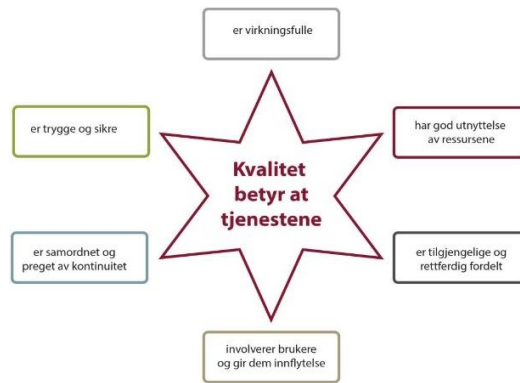 er virkningsfulle
er trygge og sikre
har god utnyttelse
av ressursene
Kvalitet
betyr at
tjenestene
er samordnet og
preget av kontinuitet
er tilgjengelige og
rettferdig fordelt
involverer brukere
og gir dem innflytelse